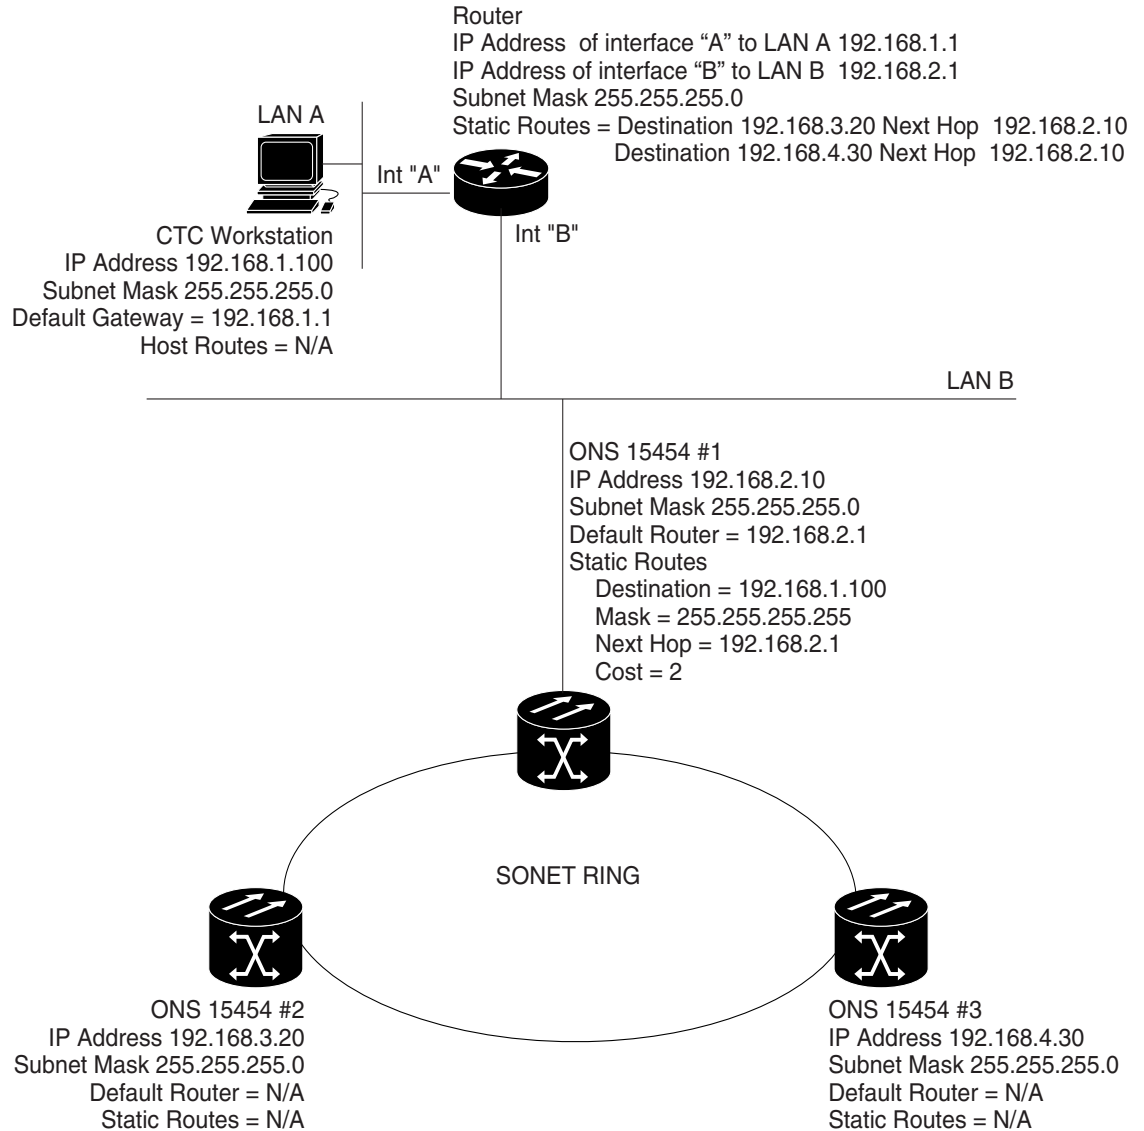 Router
IP Address of interface “A” to LAN A 192.168.1.1
IP Address of interface “B” to LAN B 192.168.2.1
Subnet Mask 255.255.255.0
Static Routes = Destination 192.168.3.20 Next Hop 192.168.2.10
Destination 192.168.4.30 Next Hop 192.168.2.10
LAN A
Int "A"
Int "B"
CTC Workstation
IP Address 192.168.1.100
Subnet Mask 255.255.255.0
Default Gateway = 192.168.1.1
Host Routes = N/A
LAN B
ONS 15454 #1
IP Address 192.168.2.10
Subnet Mask 255.255.255.0
Default Router = 192.168.2.1
Static Routes
Destination = 192.168.1.100
Mask = 255.255.255.255
Next Hop = 192.168.2.1
Cost = 2
SONET RING
ONS 15454 #2
IP Address 192.168.3.20
Subnet Mask 255.255.255.0
Default Router = N/A
Static Routes = N/A
ONS 15454 #3
IP Address 192.168.4.30
Subnet Mask 255.255.255.0
Default Router = N/A
Static Routes = N/A